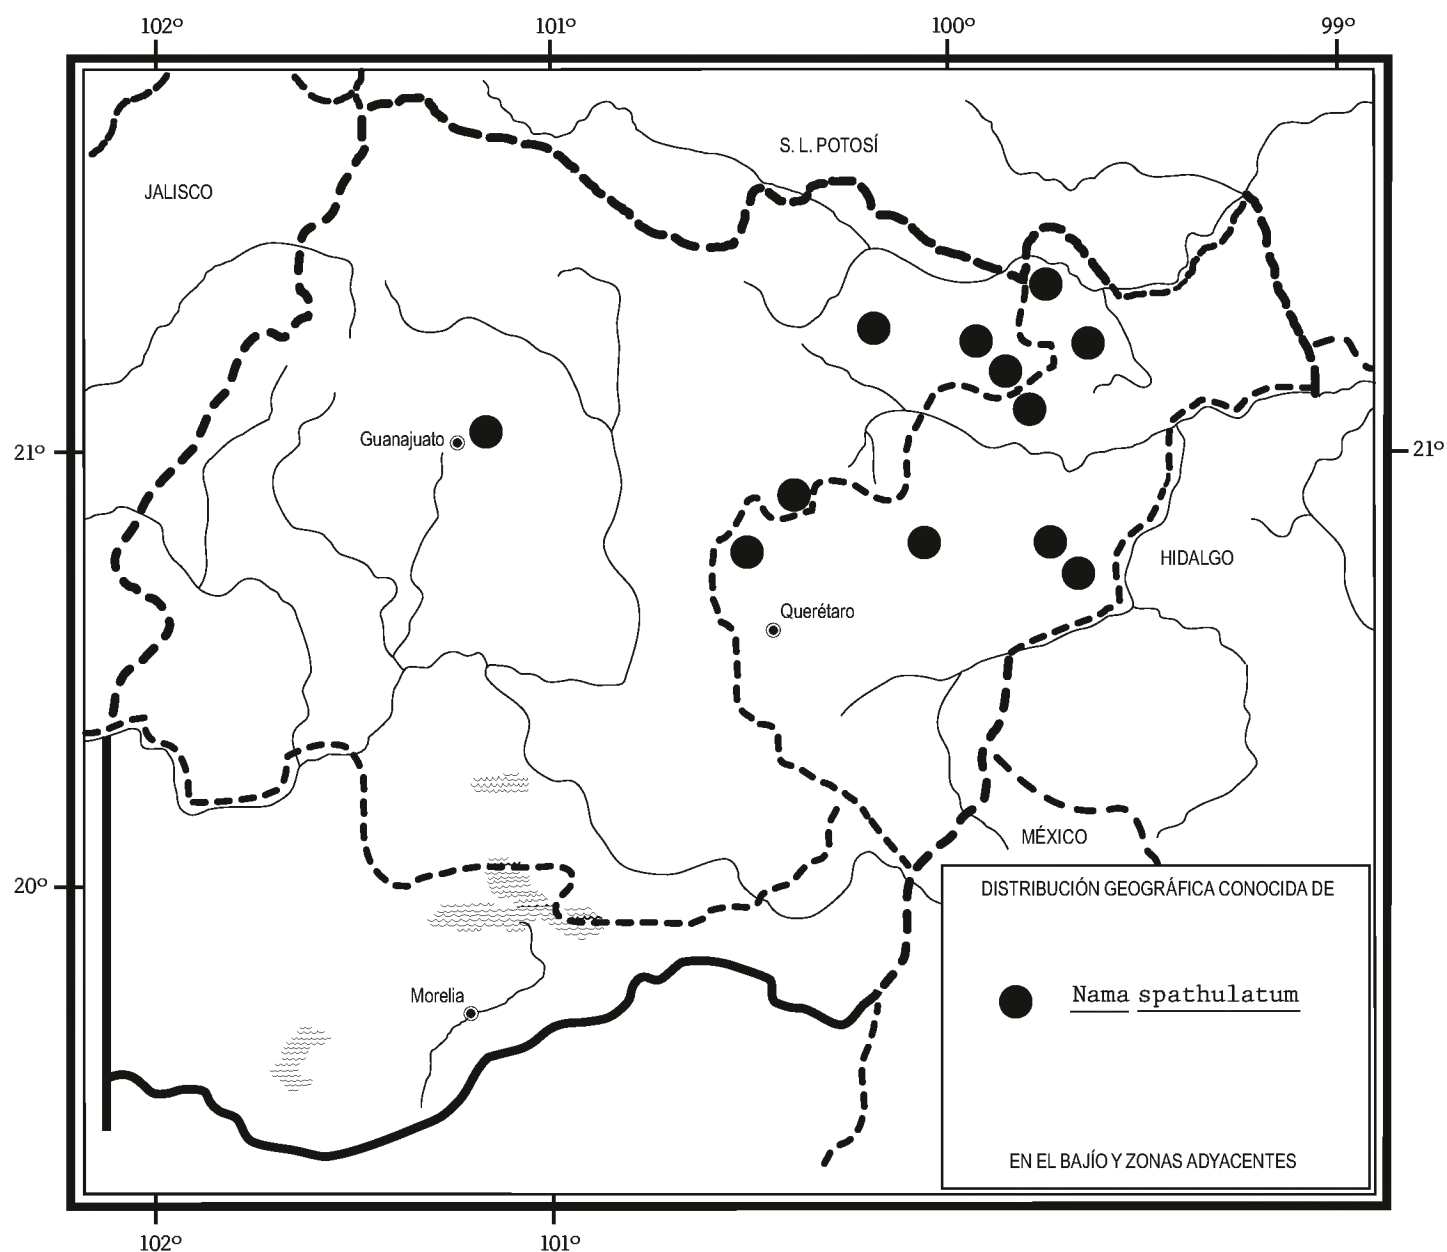 102º 101º 100º 99º
S. L. POTOSÍ
JALISCO
Guanajuato
21º 21º
HIDALGO
Querétaro
MÉXICO
20º
DISTRIBUCIÓN GEOGRÁFICA CONOCIDA DE
Morelia
Nama spathulatum
EN EL BAJÍO Y ZONAS ADYACENTES
102º 101º